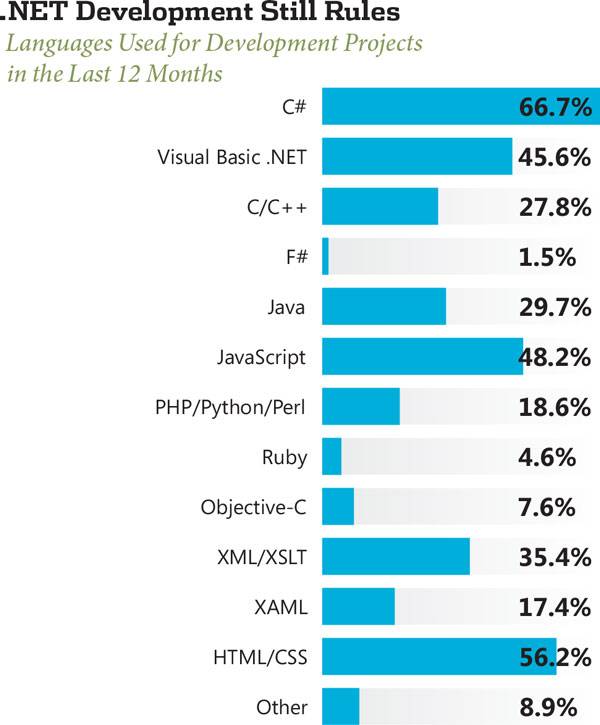 .NET Development Still Rules
Languages Used for Development Projects
in the Last 12 Months
C# 66.7%
Visual Basic .NET 45.6%
C/C++ 27.8%
F# 1.5%
Java 29.7%
JavaScript 48.2%
PHP/Python/Perl 18.6%
Ruby 4.6%
Objective-C 7.6%
XML/XSLT 35.4%
XAML 17.4%
HTML/CSS 56.2%
Other 8.9%